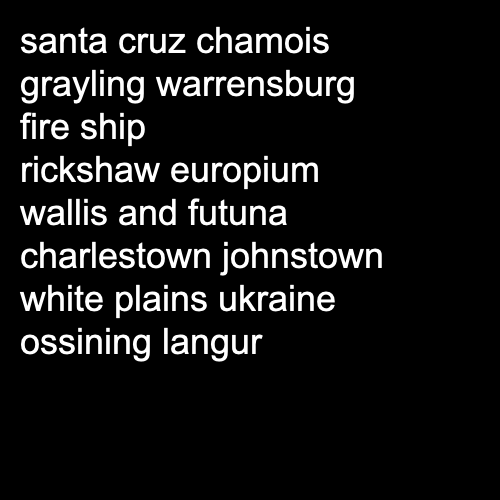 santa cruz chamois
grayling warrensburg
fire ship
rickshaw europium
wallis and futuna
charlestown johnstown
white plains ukraine
ossining langur